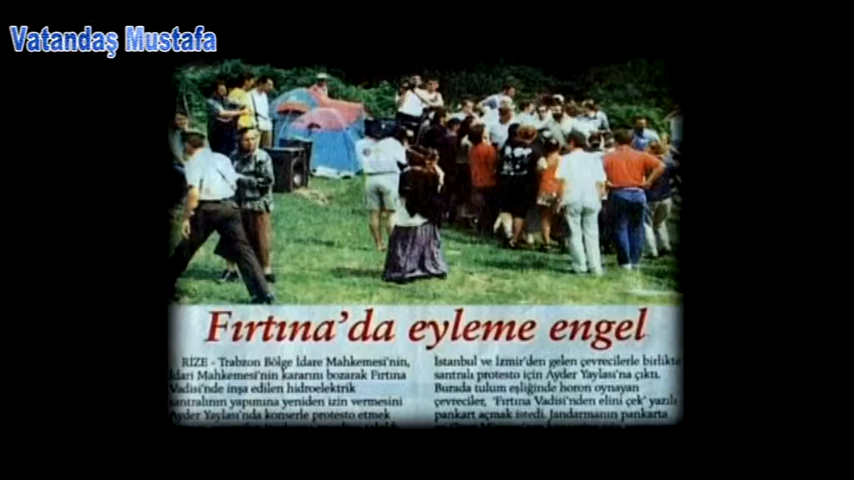 Vatandaş Mustafa
Fırtına'da eyleme engel
RİZE - Trabzon Bölge İdare Mahkemesi'nin,
İdari Mahkemesi'nin kararını bozarak Fırtına
Vadisi'nde inşa edilen hidroelektrik
santralının yapımına yeniden izin vermesini
Ayder Yaylası'nda konserle protesto etmek
İstanbul ve İzmir'den gelen çevrecilerle birlikte
santralı protesto için Ayder Yaylası'na çıktı.
Burada tulum eşliğinde horon oynayan
çevreciler, 'Fırtına Vadisi'nden elini çek' yazılı
pankart açmak istedi. Jandarmanın pankarta